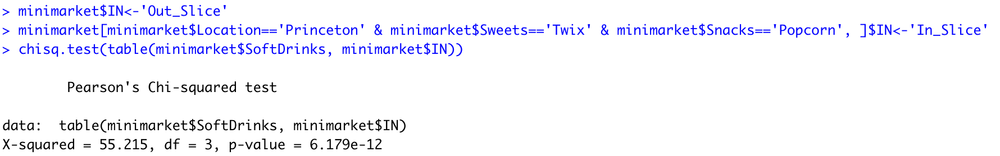 > minimarket$IN<-'Out_Slice'
> minimarket[minimarket$Location=='Princeton' & minimarket$Sweets=='Twix' & minimarket$Snacks=='Popcorn', ]$IN<-'In_Slice'
> chisq.test(table(minimarket$SoftDrinks, minimarket$IN))
Pearson's Chi-squared test
data:  table(minimarket$SoftDrinks, minimarket$IN)
X-squared = 55.215, df = 3, p-value = 6.179e-12